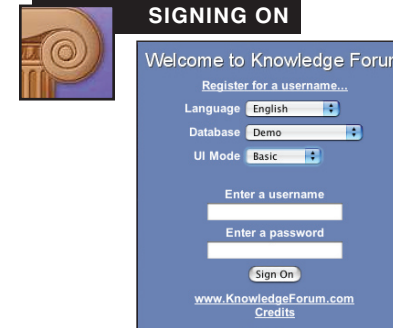 SIGNING ON
Welcome to Knowledge Forum
Register for a username...
Language English
Database Demo
UI Mode Basic
Enter a username
Enter a password
Sign On
www.KnowledgeForum.com
Credits